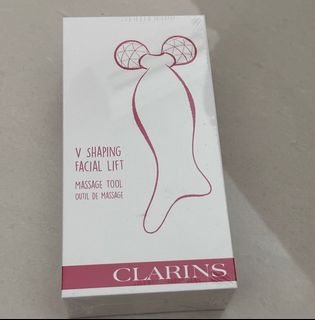 V SHAPING
FACIAL LIFT
MASSAGE TOOL
OUTIL DE MASSAGE
CLARINS